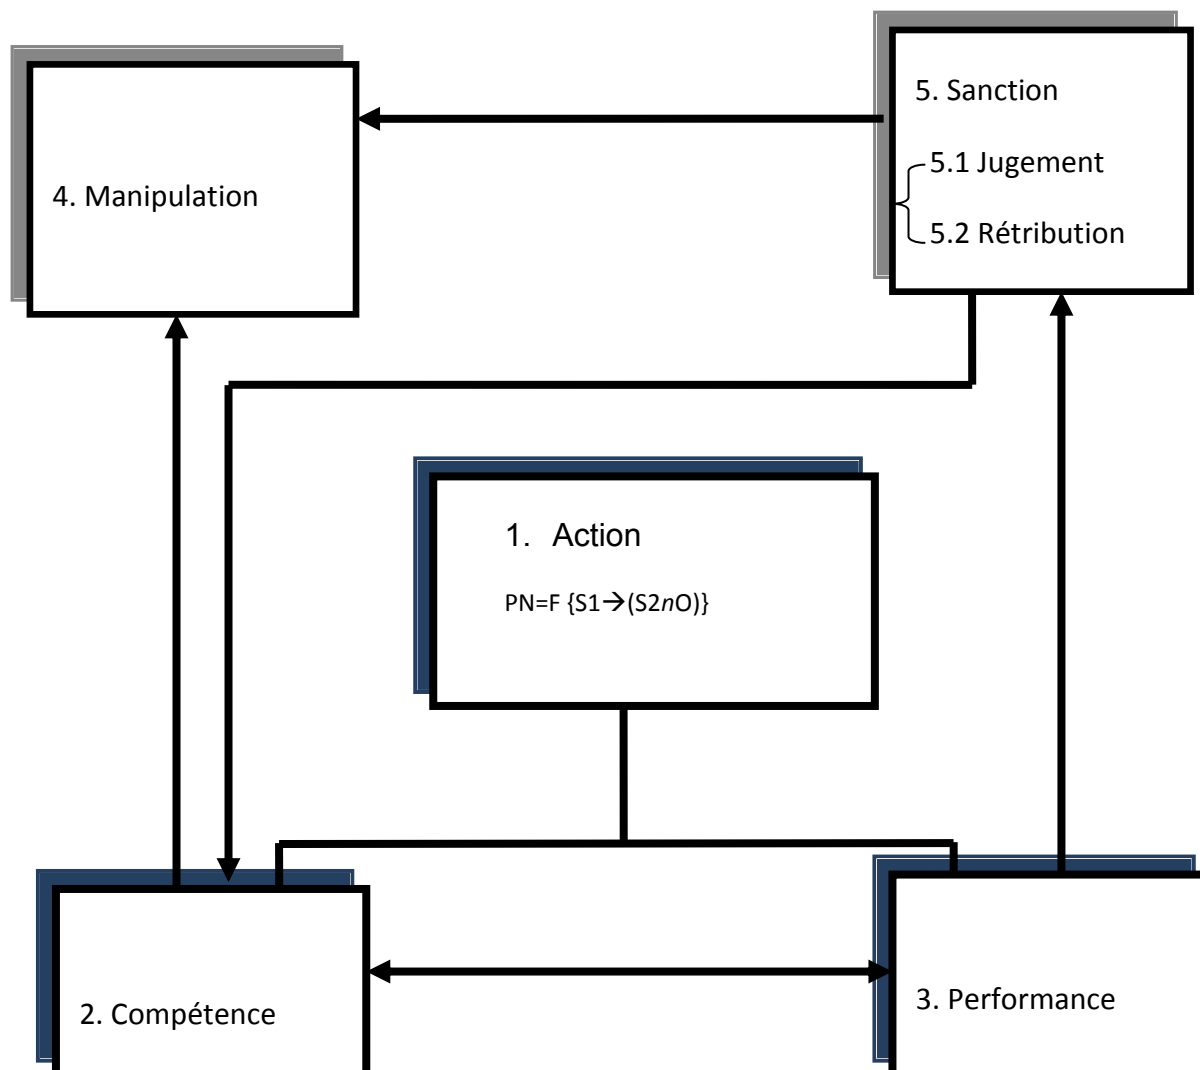 4. Manipulation
5. Sanction
5.1 Jugement
5.2 Rétribution
1. Action
PN=F {S1→(S2nO)}
2. Compétence
3. Performance